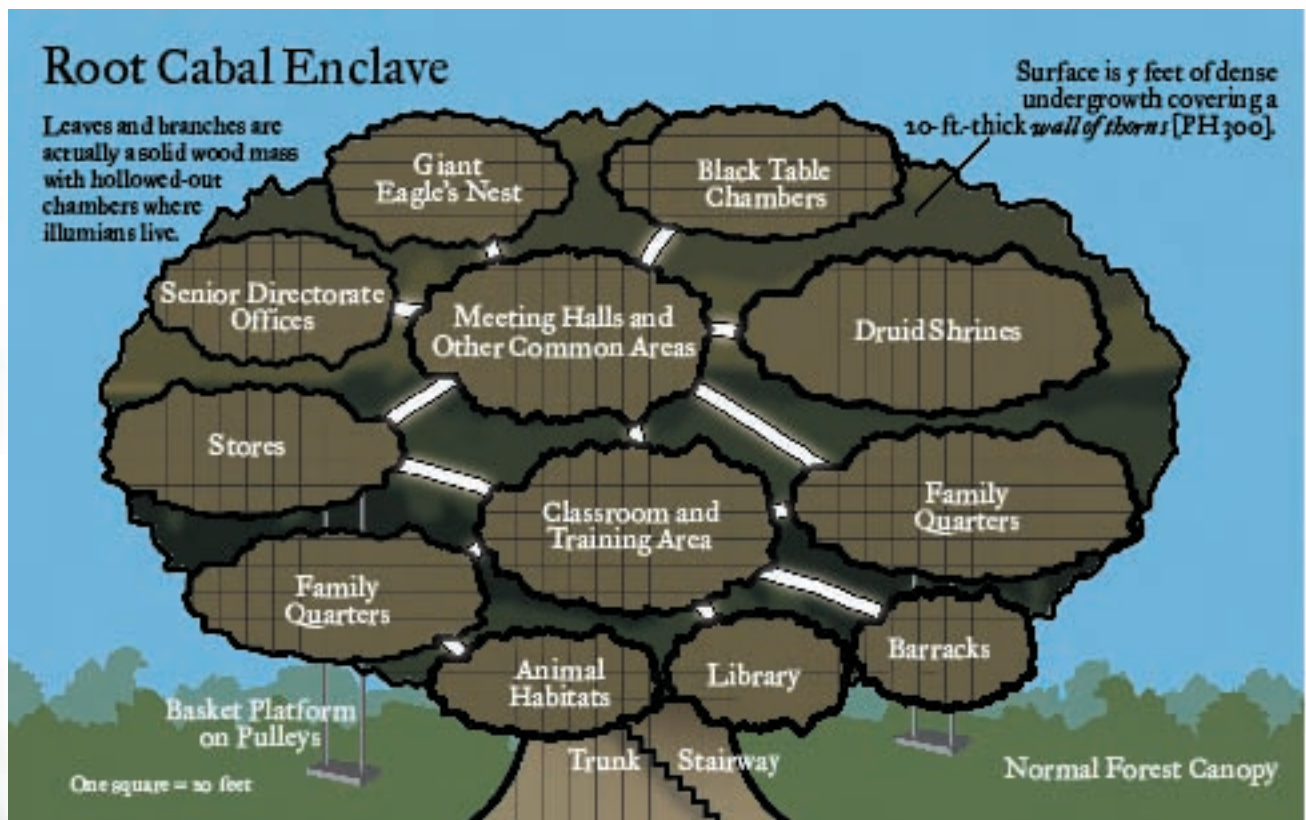 Root Cabal Enclave
Leaves and branches are
actually a solid wood mass
with hollowed-out
chambers where
illumians live.
Surface is 5 feet of dense
undergrowth covering a
20-ft.-thick wall of thorns [PH 300].
Giant
Eagle's Nest
Black Table
Chambers
Senior Directorate
Offices
Meeting Halls and
Other Common Areas
Druid Shrines
Stores
Classroom and
Training Area
Family
Quarters
Family
Quarters
Animal
Habitats
Library
Barracks
Basket Platform
on Pulleys
Trunk Stairway
Normal Forest Canopy
One square = 20 feet